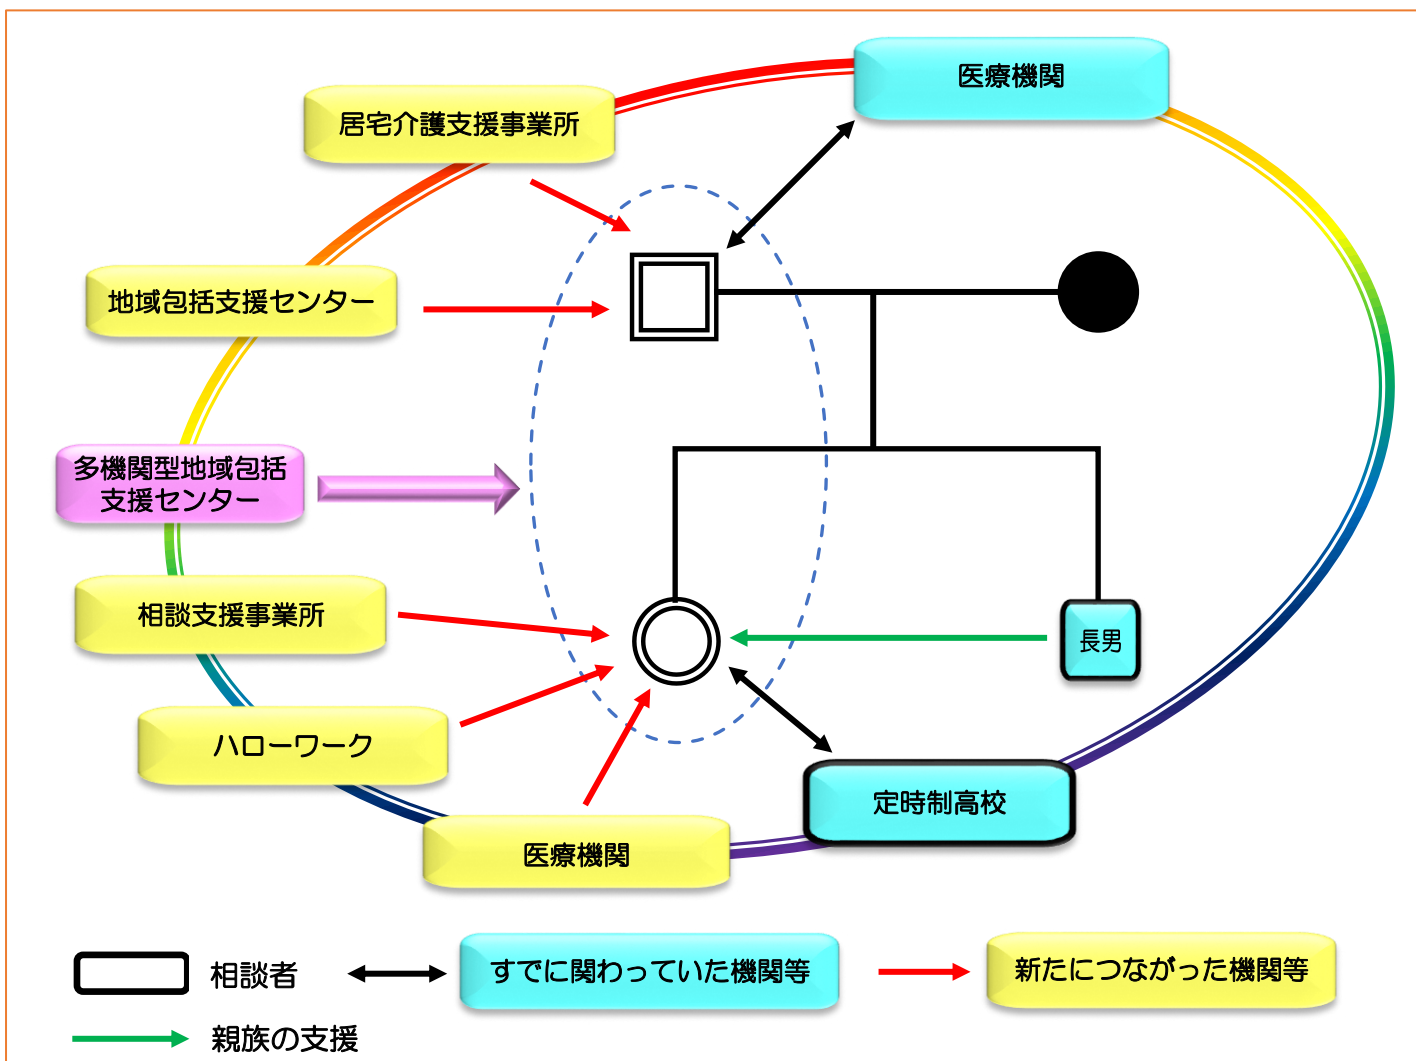 医療機関
居宅介護支援事業所
地域包括支援センター
多機関型地域包括
支援センター
相談支援事業所
長男
ハローワーク
定時制高校
医療機関
相談者
すでに関わっていた機関等
新たにつながった機関等
親族の支援